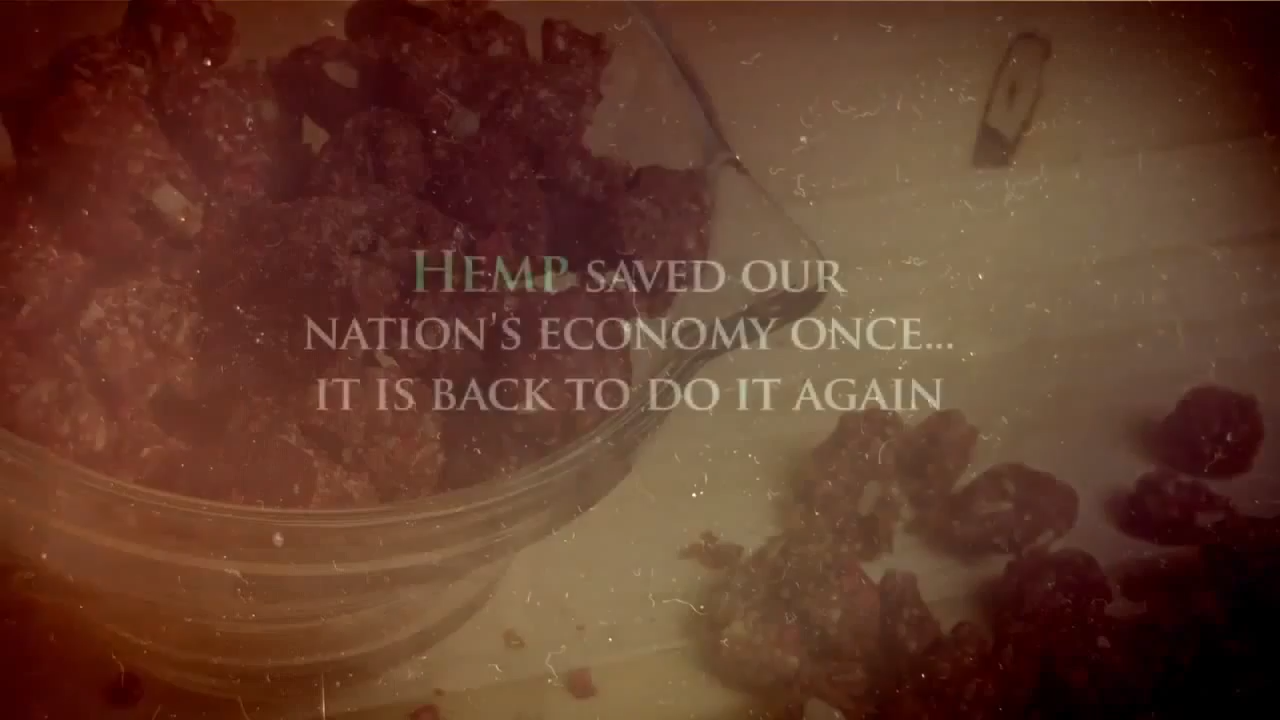 HEMP SAVED OUR
NATION'S ECONOMY ONCE...
IT IS BACK TO DO IT AGAIN